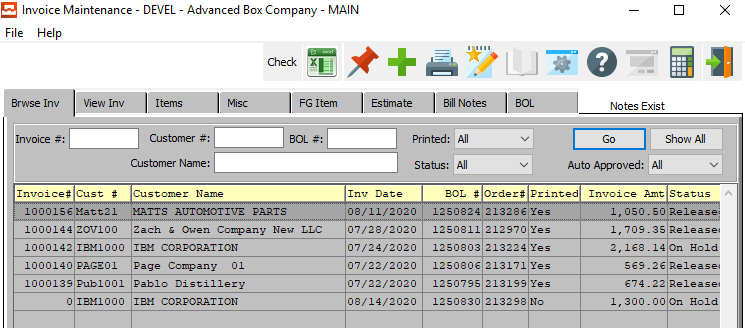 Invoice Maintenance - DEVEL - Advanced Box Company - MAIN
File Help
Check
Brwse Inv View Inv Items Misc FG Item Estimate Bill Notes BOL Notes Exist
Invoice #: Customer #: BOL #: Printed: All Go Show All
Customer Name: Status: All Auto Approved: All
Invoice# Cust # Customer Name Inv Date BOL # Order# Printed Invoice Amt Status
1000156 Matt21 MATTS AUTOMOTIVE PARTS 08/11/2020 1250824 213286 Yes 1,050.50 Released
1000144 ZOV100 Zach & Owen Company New LLC 07/28/2020 1250811 212970 Yes 1,709.35 Released
1000142 IBM1000 IBM CORPORATION 07/24/2020 1250803 213224 Yes 2,168.14 On Hold
1000140 PAGE01 Page Company 01 07/22/2020 1250806 213171 Yes 569.26 Released
1000139 Pub1001 Pablo Distillery 07/22/2020 1250795 213199 Yes 674.22 Released
0 IBM1000 IBM CORPORATION 08/14/2020 1250830 213298 No 1,300.00 On Hold